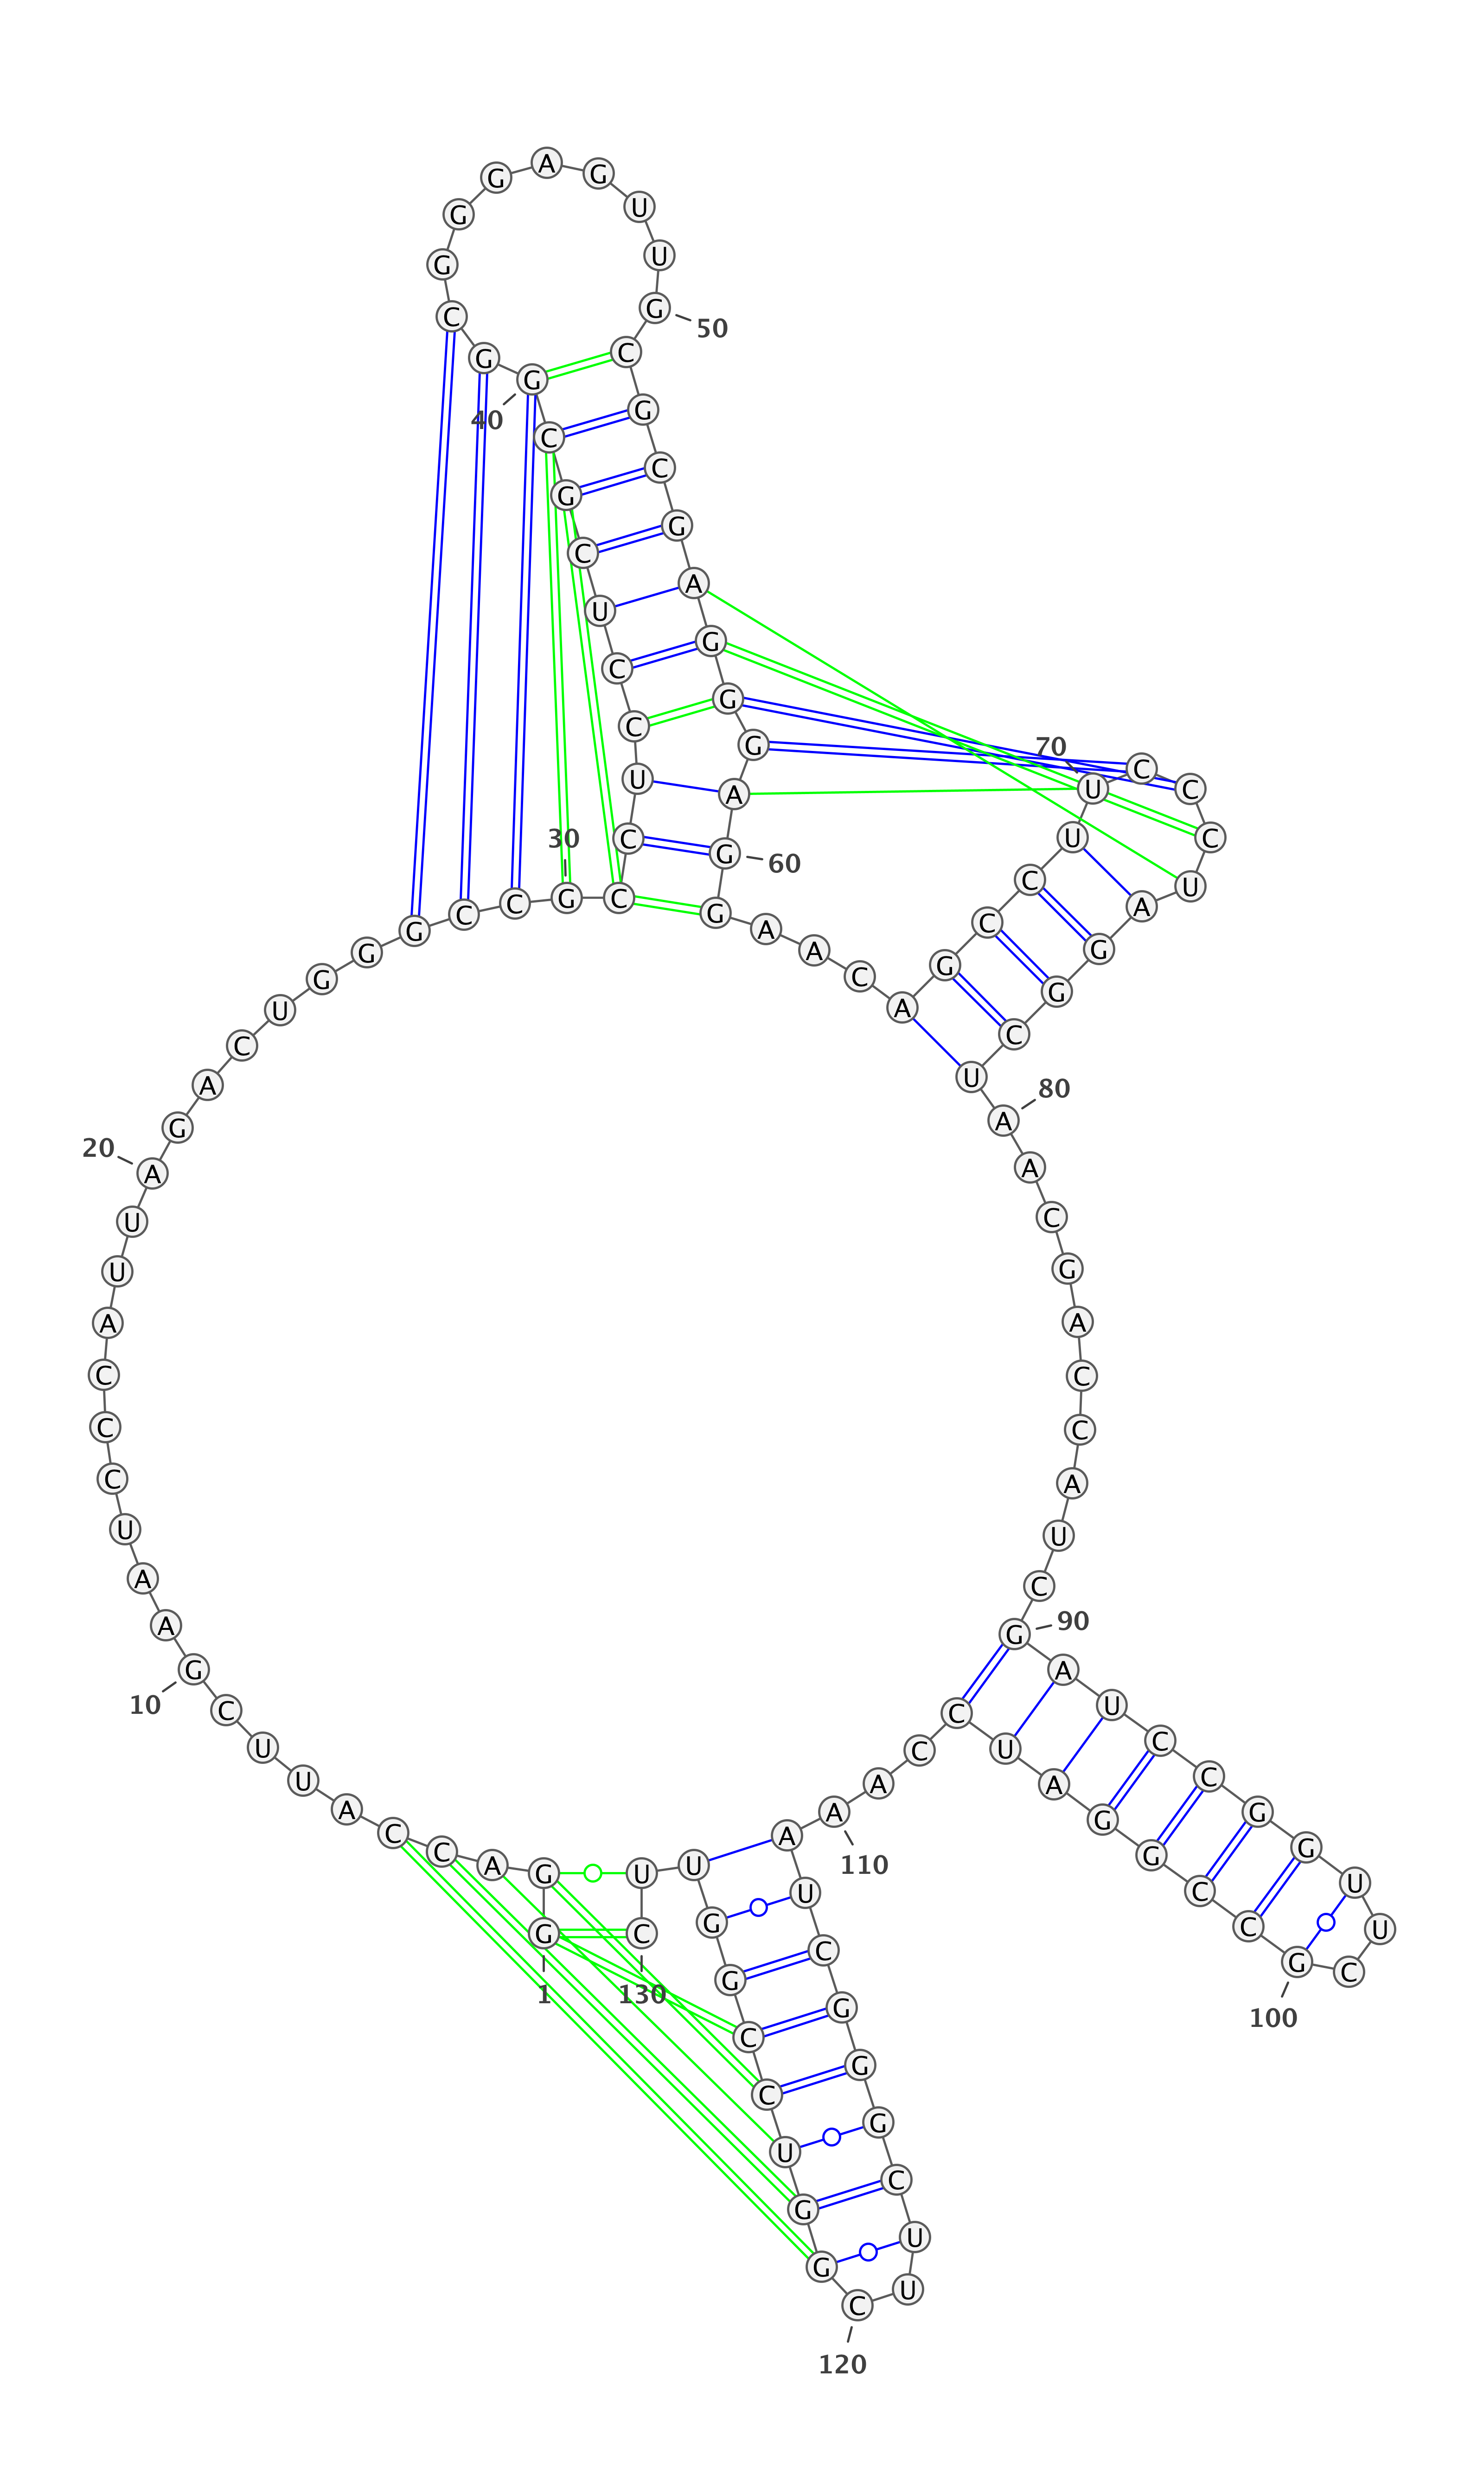 G
1
G A C C A U U C G
10
A A U C C C A U U A
20
G A C U G G G C C G
30
C C U C C U C G C G
40
G C G G G A G U U G
50
C G C G A G G G A G
60
G A A C A G C C U U
70
C C C U A G G C U A
80
A C G A C C A U C G
90
A U C C G G U U C G
100
C C G G A U C C A A
110
A U C G G G C U U C
120
G G U C C G G U U C
130